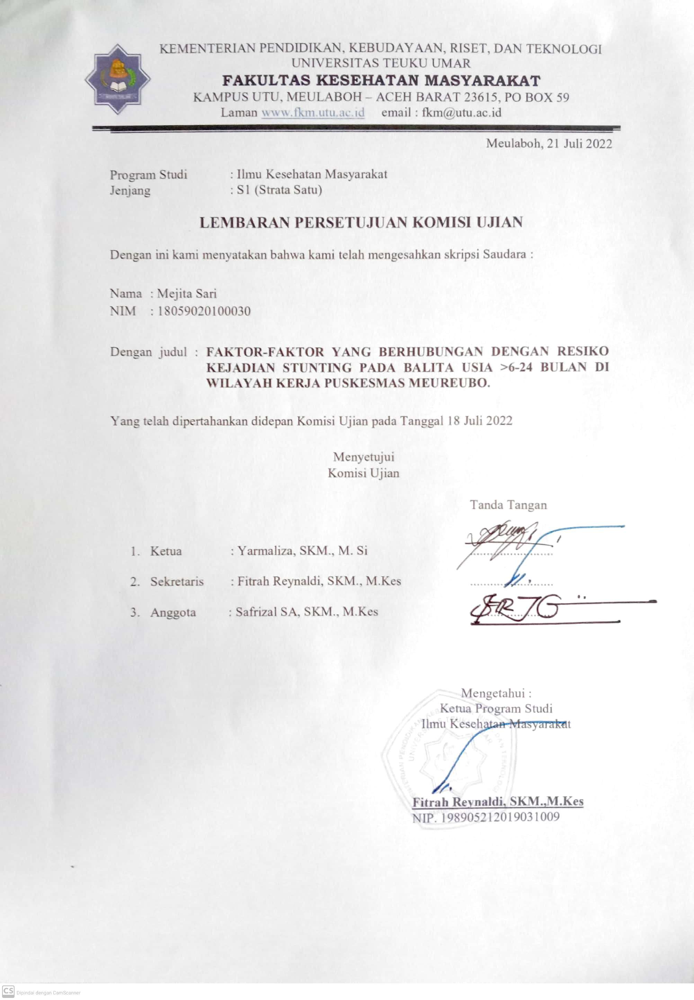 KEMENTERIAN PENDIDIKAN, KEBUDAYAAN, RISET, DAN TEKNOLOGI
UNIVERSITAS TEUKU UMAR
FAKULTAS KESEHATAN MASYARAKAT
KAMPUS UTU, MEULABOH – ACEH BARAT 23615, PO BOX 59
Laman www.fkm.utu.ac.id email : fkm@utu.ac.id
Meulaboh, 21 Juli 2022
Program Studi : Ilmu Kesehatan Masyarakat
Jenjang : S1 (Strata Satu)
LEMBARAN PERSETUJUAN KOMISI UJIAN
Dengan ini kami menyatakan bahwa kami telah mengesahkan skripsi Saudara :
Nama : Mejita Sari
NIM : 18059020100030
Dengan judul : FAKTOR-FAKTOR YANG BERHUBUNGAN DENGAN RESIKO
KEJADIAN STUNTING PADA BALITA USIA >6-24 BULAN DI
WILAYAH KERJA PUSKESMAS MEUREUBO.
Yang telah dipertahankan didepan Komisi Ujian pada Tanggal 18 Juli 2022
Menyetujui
Komisi Ujian
Tanda Tangan
1. Ketua : Yarmaliza, SKM., M. Si
2. Sekretaris : Fitrah Reynaldi, SKM., M.Kes
3. Anggota : Safrizal SA, SKM., M.Kes
Mengetahui :
Ketua Program Studi
Ilmu Kesehatan Masyarakat
Fitrah Reynaldi, SKM.,M.Kes
NIP. 198905212019031009
CS Dipindai dengan CamScanner